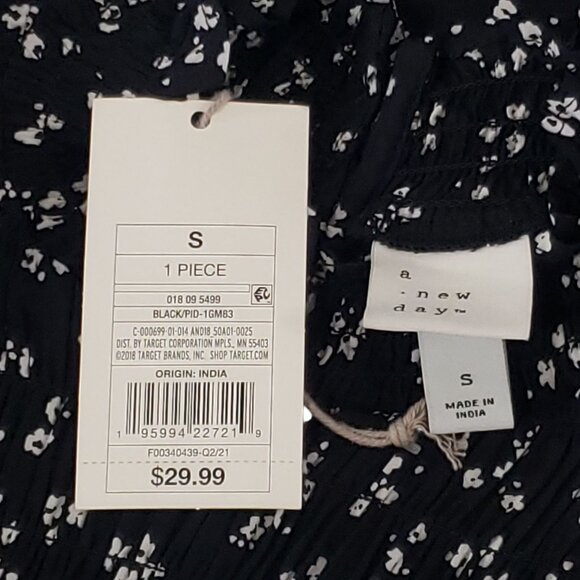 S
1 PIECE
018 09 5499
BLACK/PID-1GM83
C-000699-01-014 AND18_50A01-0025
DIST. BY TARGET CORPORATION MPLS., MN 55403
©2018 TARGET BRANDS, INC. SHOP TARGET.COM
ORIGIN: INDIA
1 95994 22721 9
F00340439-Q2/21
$29.99
a
· new
day™
S
MADE IN
INDIA